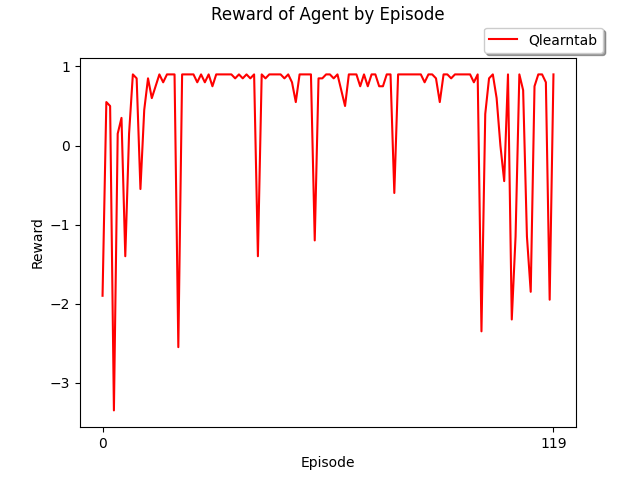 Reward of Agent by Episode
Qlearntab
1
0
−1
−2
−3
Reward
0
119
Episode